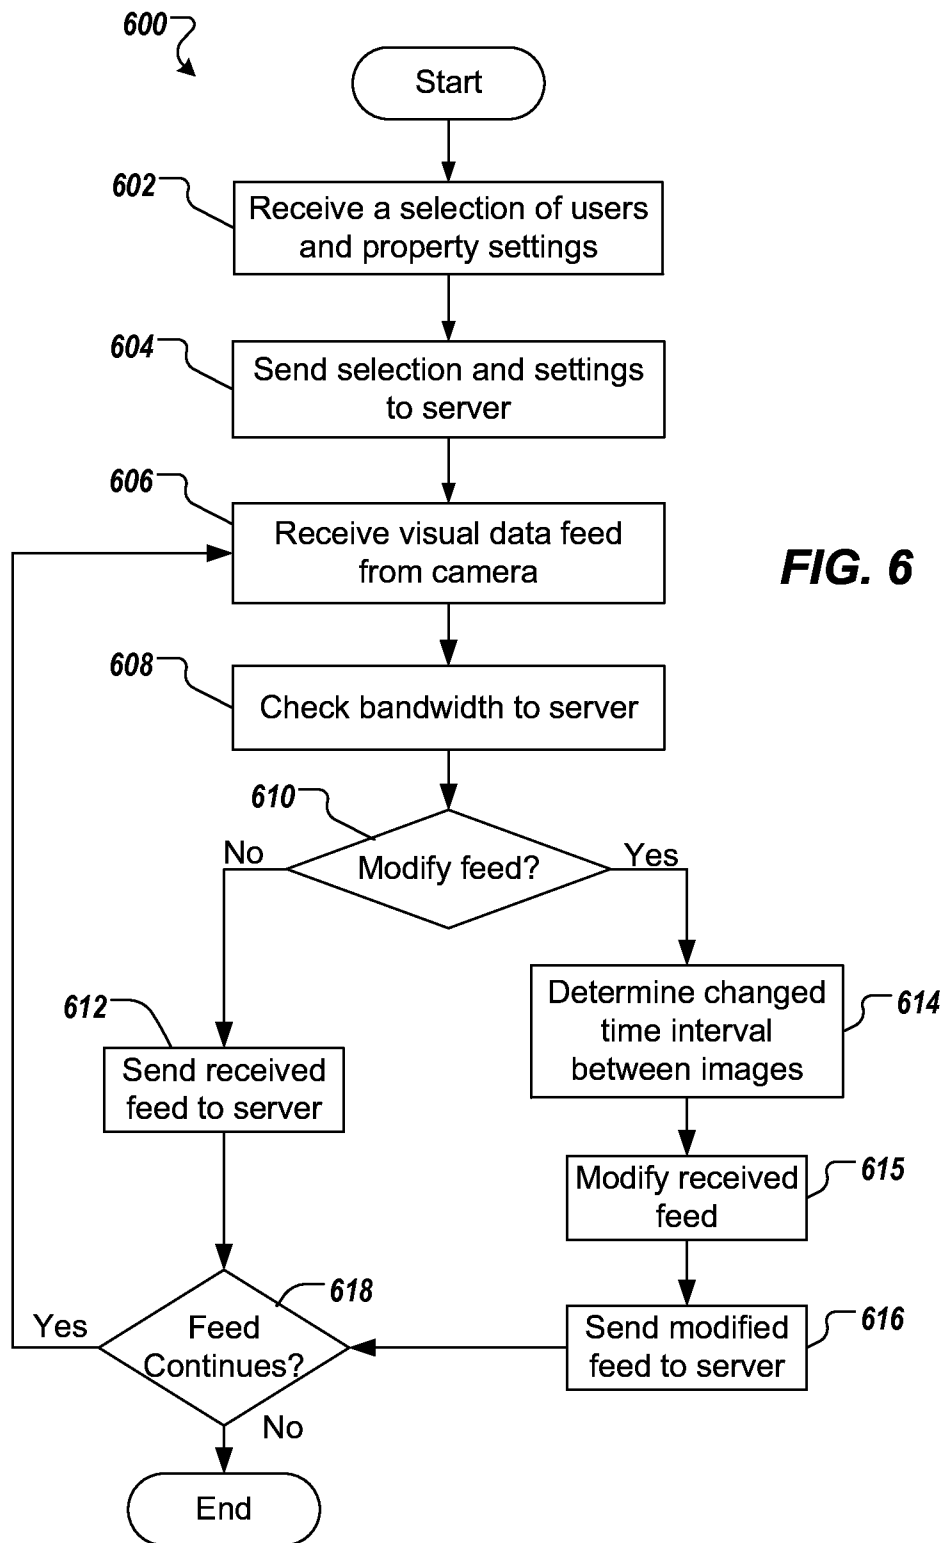 600
Start
602
Receive a selection of users
and property settings
604
Send selection and settings
to server
606
Receive visual data feed
from camera
FIG. 6
608
Check bandwidth to server
610
No
Modify feed?
Yes
612
Send received
feed to server
Determine changed
time interval
between images
614
Modify received
feed
615
Send modified
feed to server
616
618
Yes
Feed
Continues?
No
End